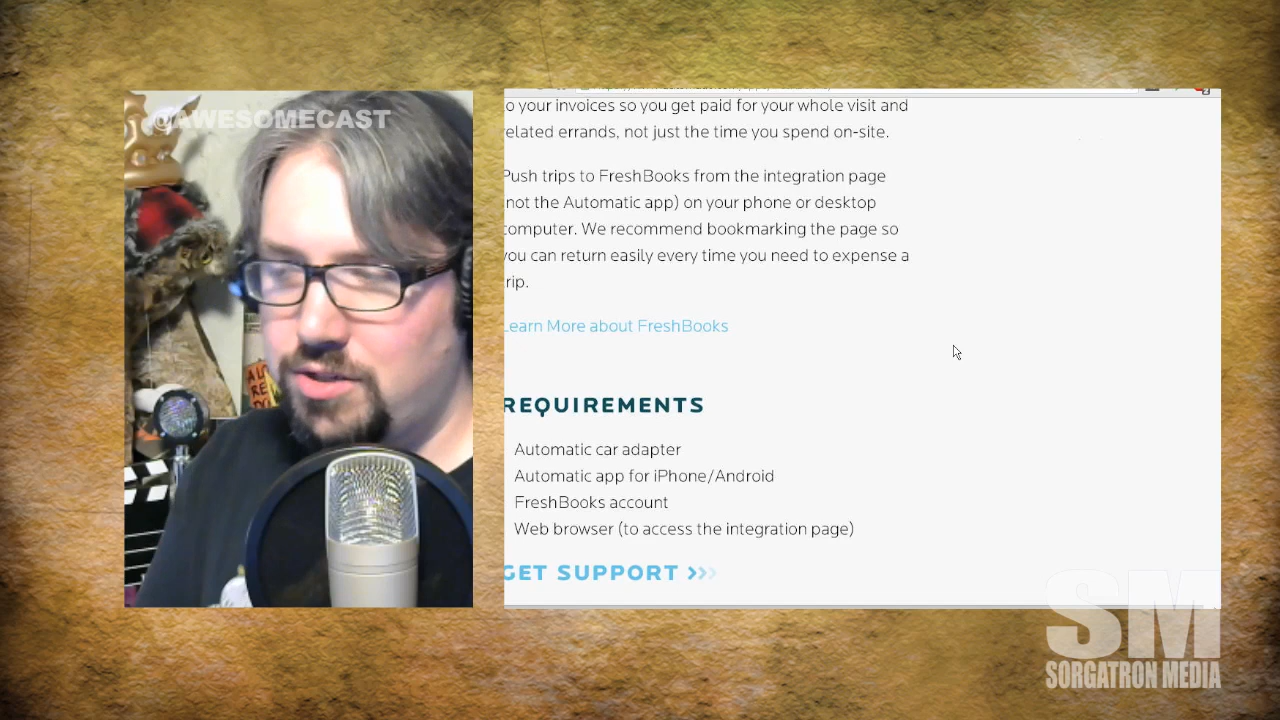 @AWESOMECAST
o your invoices so you get paid for your whole visit and
related errands, not just the time you spend on-site.
Push trips to FreshBooks from the integration page
(not the Automatic app) on your phone or desktop
computer. We recommend bookmarking the page so
you can return easily every time you need to expense a
trip.
Learn More about FreshBooks
REQUIREMENTS
Automatic car adapter
Automatic app for iPhone/Android
FreshBooks account
Web browser (to access the integration page)
GET SUPPORT
SM
SORGATRON MEDIA